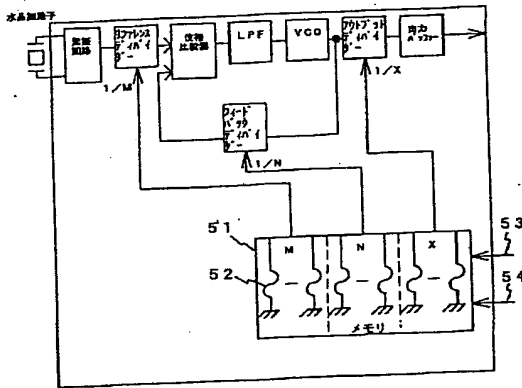 水晶振動子
発振
回路
リファレンス
ディバイ
ダー
位相
比較器
LPF
VCO
アウトプット
ディバイ
ダー
出力
バッファー
1/M
1/X
フィード
バック
ディバイ
ダー
1/N
51
M
N
X
53
52
54
メモリ